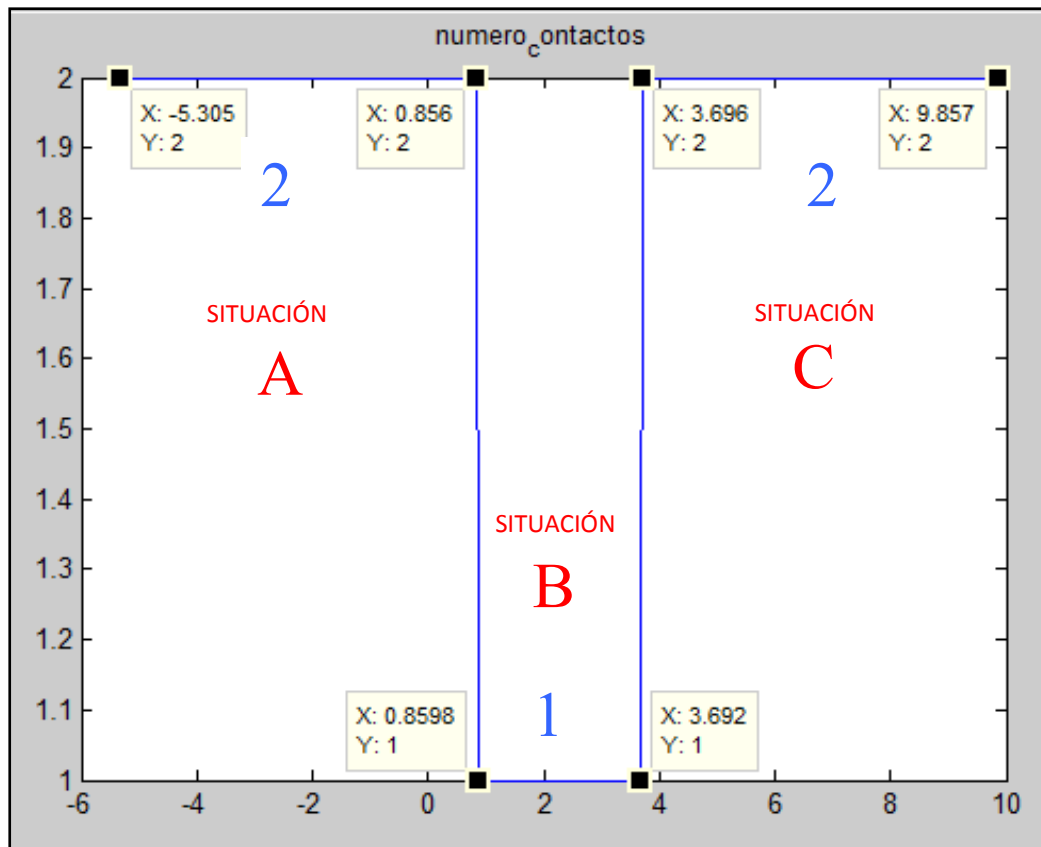 numero_contactos
2
1.9
1.8
1.7
1.6
1.5
1.4
1.3
1.2
1.1
1
X: -5.305
Y: 2
X: 0.856
Y: 2
X: 3.696
Y: 2
X: 9.857
Y: 2
2
2
SITUACIÓN
A
SITUACIÓN
C
SITUACIÓN
B
1
X: 0.8598
Y: 1
X: 3.692
Y: 1
-6 -4 -2 0 2 4 6 8 10